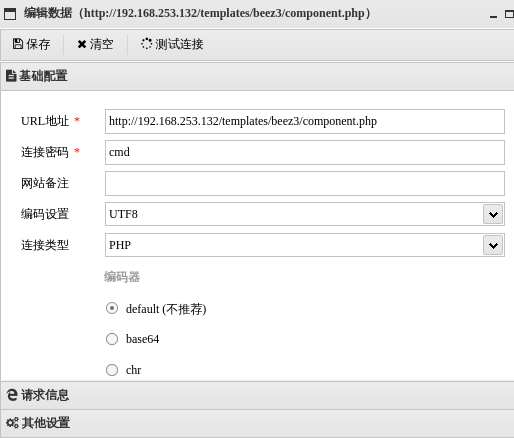 编辑数据（http://192.168.253.132/templates/beez3/component.php）
保存 清空 测试连接
基础配置
URL地址 * http://192.168.253.132/templates/beez3/component.php
连接密码 * cmd
网站备注
编码设置 UTF8
连接类型 PHP
编码器
default (不推荐)
base64
chr
请求信息
其他设置